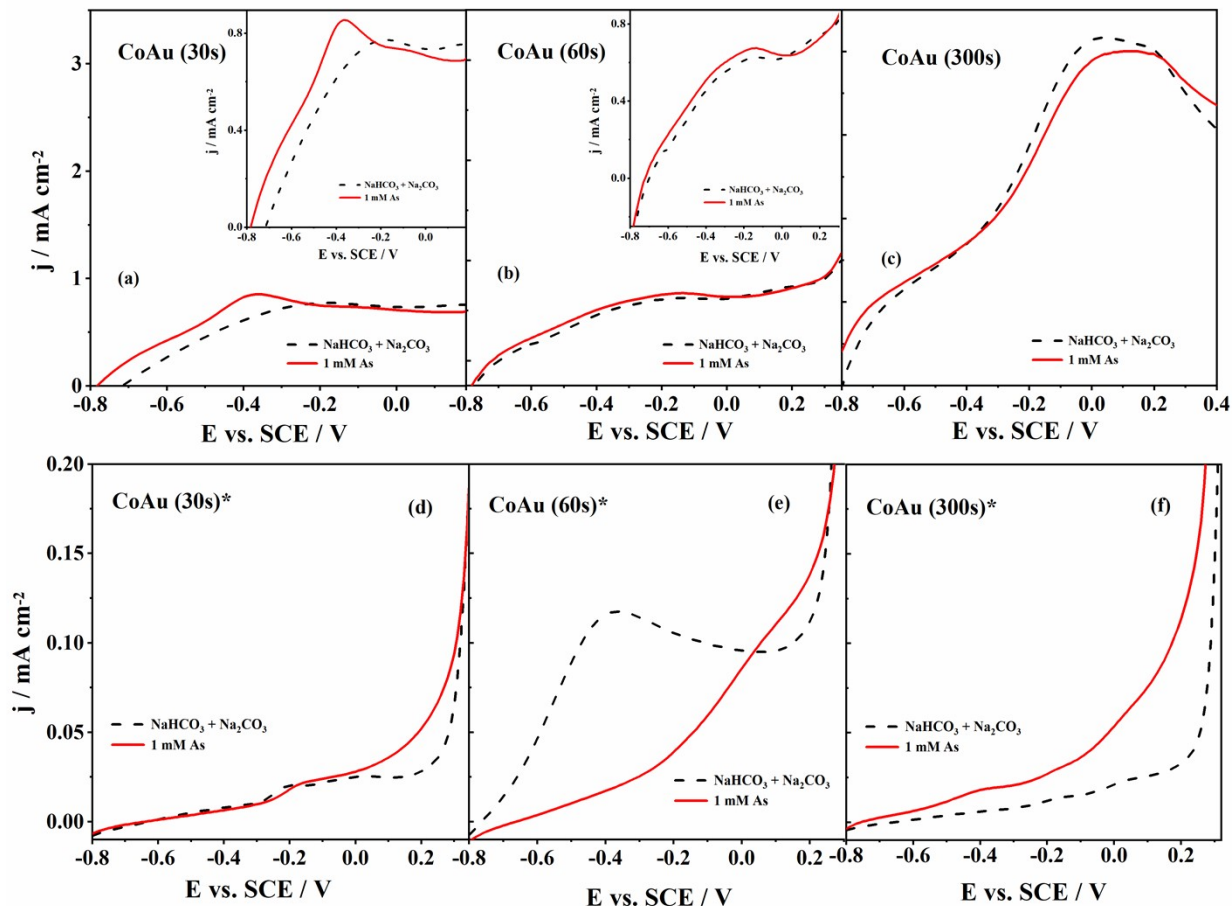 CoAu (30s)
j / mA cm⁻²
0.8
0.4
0.0
-0.8 -0.6 -0.4 -0.2 0.0
E vs. SCE / V
NaHCO₃ + Na₂CO₃
1 mM As
(a)
NaHCO₃ + Na₂CO₃
1 mM As
3
2
1
0
j / mA cm⁻²
-0.8 -0.6 -0.4 -0.2 0.0
E vs. SCE / V
CoAu (60s)
j / mA cm⁻²
0.8
0.4
0.0
-0.8 -0.6 -0.4 -0.2 0.0 0.2
E vs. SCE / V
NaHCO₃ + Na₂CO₃
1 mM As
(b)
NaHCO₃ + Na₂CO₃
1 mM As
-0.8 -0.6 -0.4 -0.2 0.0 0.2
E vs. SCE / V
CoAu (300s)
(c)
NaHCO₃ + Na₂CO₃
1 mM As
-0.8 -0.6 -0.4 -0.2 0.0 0.2 0.4
E vs. SCE / V
CoAu (30s)*
(d)
NaHCO₃ + Na₂CO₃
1 mM As
0.20
0.15
0.10
0.05
0.00
j / mA cm⁻²
-0.8 -0.6 -0.4 -0.2 0.0 0.2
E vs. SCE / V
CoAu (60s)*
(e)
NaHCO₃ + Na₂CO₃
1 mM As
-0.8 -0.6 -0.4 -0.2 0.0 0.2
E vs. SCE / V
CoAu (300s)*
(f)
NaHCO₃ + Na₂CO₃
1 mM As
-0.8 -0.6 -0.4 -0.2 0.0 0.2
E vs. SCE / V